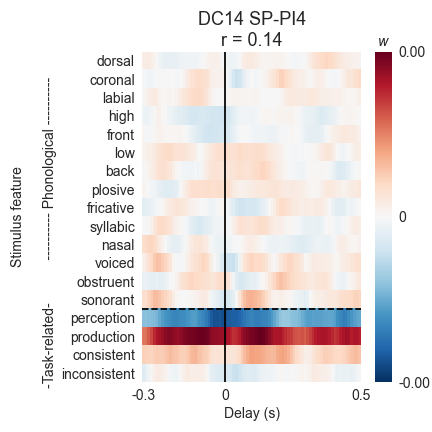 DC14 SP-PI4
r = 0.14
w
Stimulus feature
---------- Phonological ----------
-Task-related-
dorsal
coronal
labial
high
front
low
back
plosive
fricative
syllabic
nasal
voiced
obstruent
sonorant
perception
production
consistent
inconsistent
0.00
0
-0.00
-0.3
0
0.5
Delay (s)